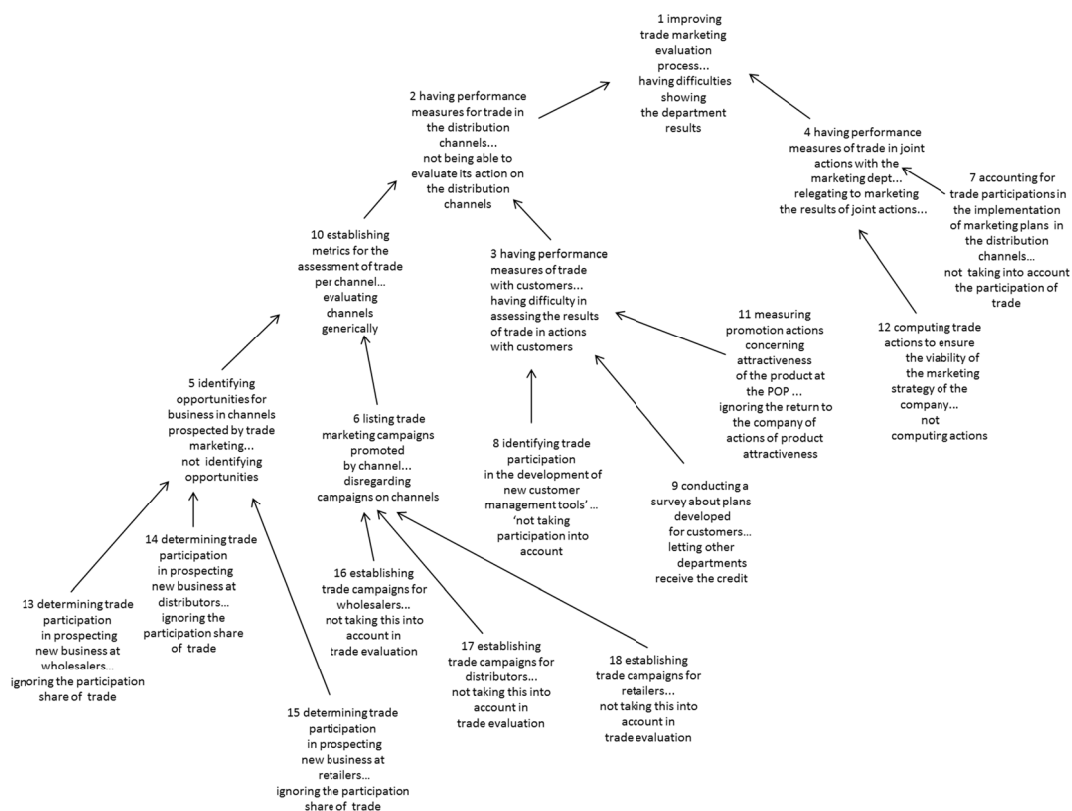 1 improving
trade marketing
evaluation
process...
having difficulties
showing
the department
results
2 having performance
measures for trade in
the distribution
channels...
not being able to
evaluate its action on
the distribution
channels
4 having performance
measures of trade in joint
actions with the
marketing dept...
relegating to marketing
the results of joint actions...
7 accounting for
trade participations in
the implementation
of marketing plans in
the distribution
channels...
not taking into account
the participation of
trade
10 establishing
metrics for the
assessment of trade
per channel...
evaluating
channels
generically
3 having performance
measures of trade
with customers...
having difficulty in
assessing the results
of trade in actions
with customers
11 measuring
promotion actions
concerning
attractiveness
of the product at
the POP ...
ignoring the return to
the company of
actions of product
attractiveness
12 computing trade
actions to ensure
the viability of
the marketing
strategy of the
company...
not
computing actions
5 identifying
opportunities for
business in channels
prospected by trade
marketing...
not identifying
opportunities
6 listing trade
marketing campaigns
promoted
by channel...
disregarding
campaigns on channels
8 identifying trade
participation
in the development of
new customer
management tools’ ...
‘not taking
participation into
account
9 conducting a
survey about plans
developed
for customers...
letting other
departments
receive the credit
13 determining trade
participation
in prospecting
new business at
wholesalers...
ignoring the participation
share of trade
14 determining trade
participation
in prospecting
new business at
distributors...
ignoring the
participation share
of trade
15 determining trade
participation
in prospecting
new business at
retailers...
ignoring the participation
share of trade
16 establishing
trade campaigns for
wholesalers...
not taking this into
account in
trade evaluation
17 establishing
trade campaigns for
distributors...
not taking this into
account in
trade evaluation
18 establishing
trade campaigns for
retailers...
not taking this into
account in
trade evaluation